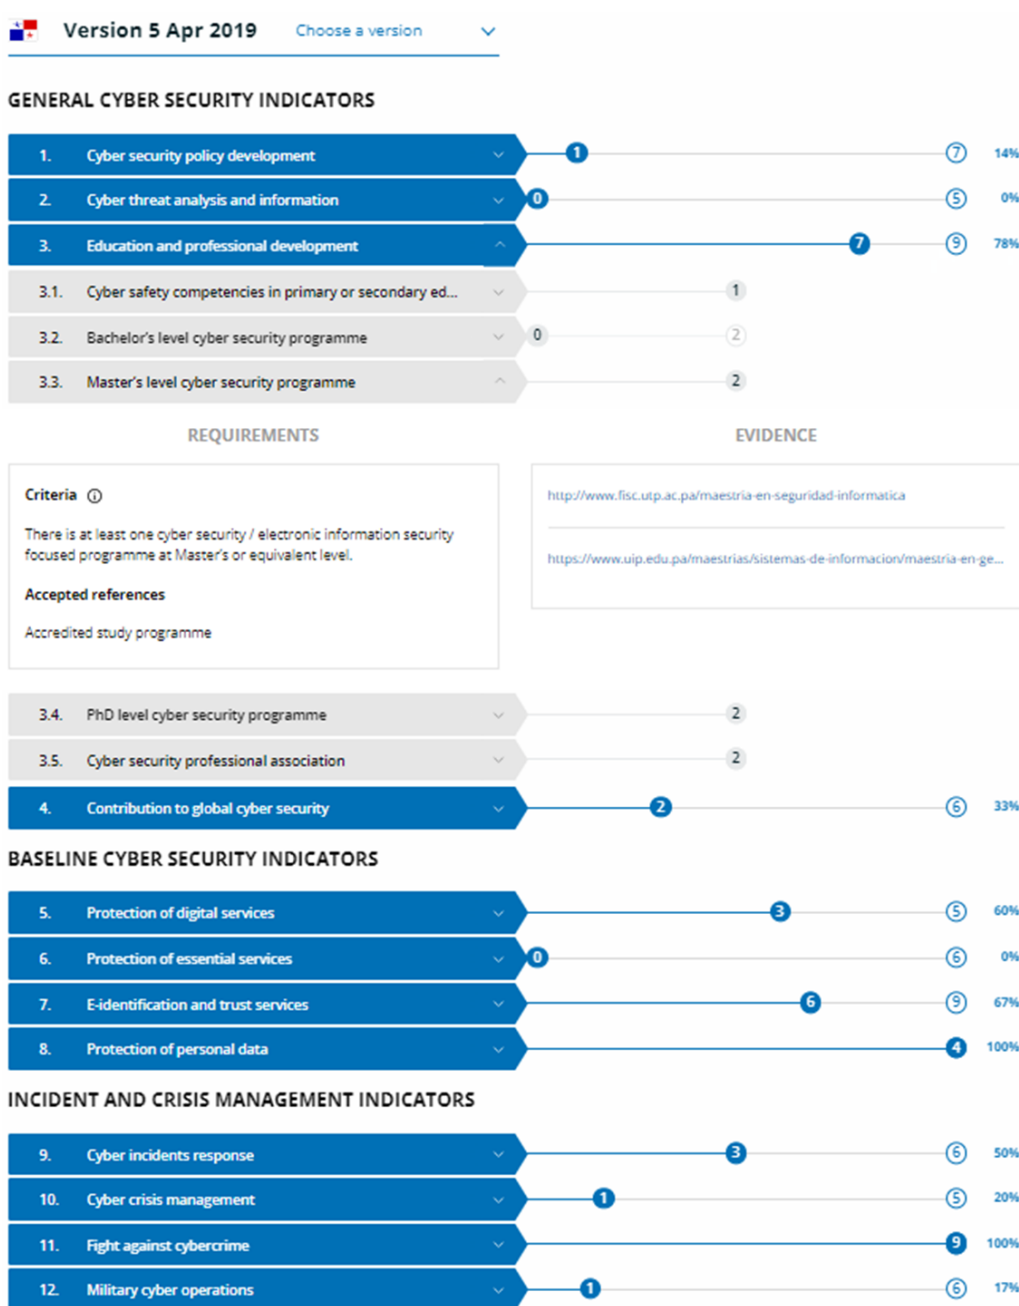 Version 5 Apr 2019 Choose a version
GENERAL CYBER SECURITY INDICATORS
1. Cyber security policy development 1 7 14%
2. Cyber threat analysis and information 0 5 0%
3. Education and professional development 7 9 78%
3.1. Cyber safety competencies in primary or secondary ed... 1
3.2. Bachelor's level cyber security programme 0 2
3.3. Master's level cyber security programme 2
REQUIREMENTS EVIDENCE
Criteria
http://www.fisc.utp.ac.pa/maestria-en-seguridad-informatica
There is at least one cyber security / electronic information security
focused programme at Master's or equivalent level.
https://www.uip.edu.pa/maestrias/sistemas-de-informacion/maestria-en-ge...
Accepted references
Accredited study programme
3.4. PhD level cyber security programme 2
3.5. Cyber security professional association 2
4. Contribution to global cyber security 2 6 33%
BASELINE CYBER SECURITY INDICATORS
5. Protection of digital services 3 5 60%
6. Protection of essential services 0 6 0%
7. E-identification and trust services 6 9 67%
8. Protection of personal data 4 100%
INCIDENT AND CRISIS MANAGEMENT INDICATORS
9. Cyber incidents response 3 6 50%
10. Cyber crisis management 1 5 20%
11. Fight against cybercrime 9 100%
12. Military cyber operations 1 6 17%